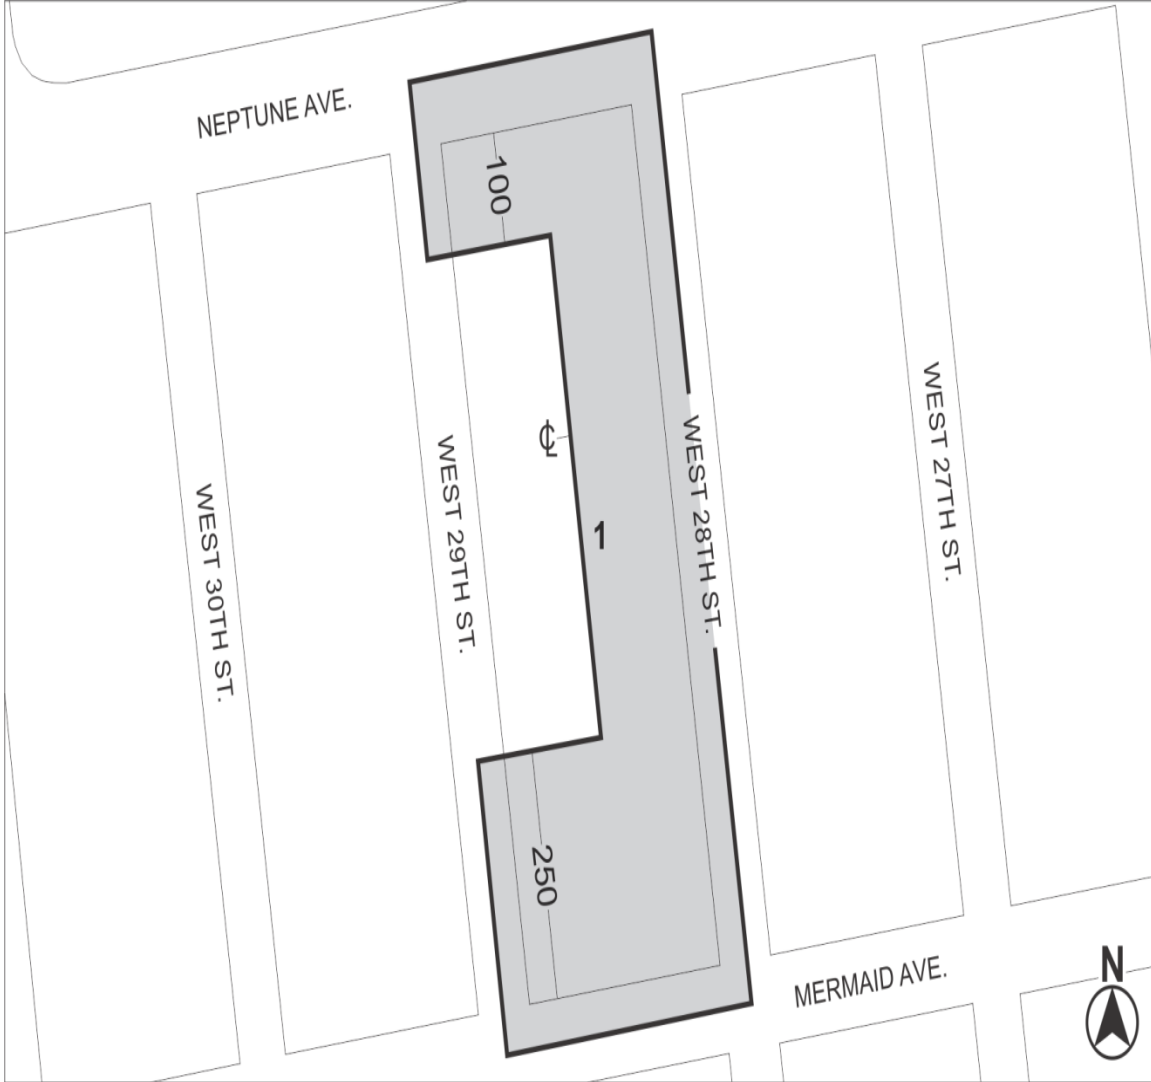 NEPTUNE AVE.
100
℄
1
WEST 30TH ST.
WEST 29TH ST.
WEST 28TH ST.
WEST 27TH ST.
250
MERMAID AVE.
N